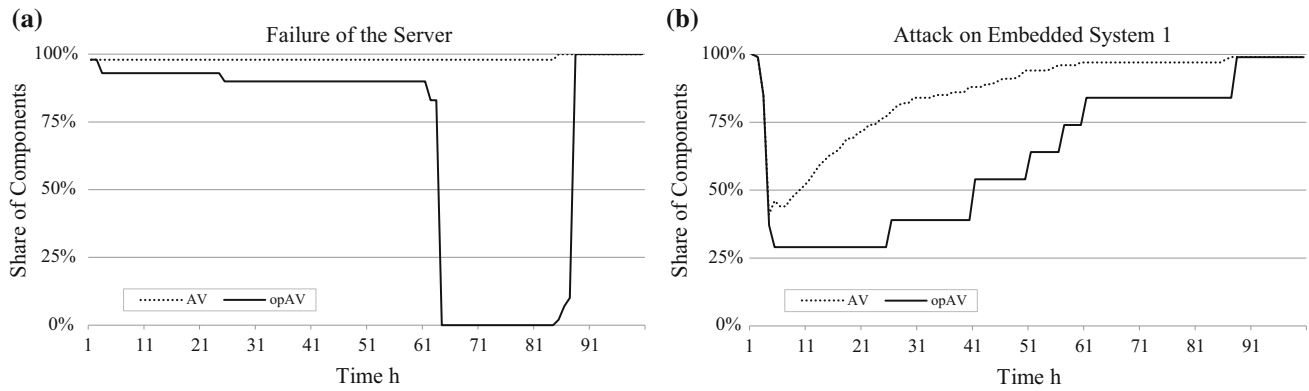 (a)
Failure of the Server
100%
75%
50%
25%
0%
Share of Components
AV opAV
1 11 21 31 41 51 61 71 81 91
Time h
(b)
Attack on Embedded System 1
100%
75%
50%
25%
0%
Share of Components
AV opAV
1 11 21 31 41 51 61 71 81 91
Time h